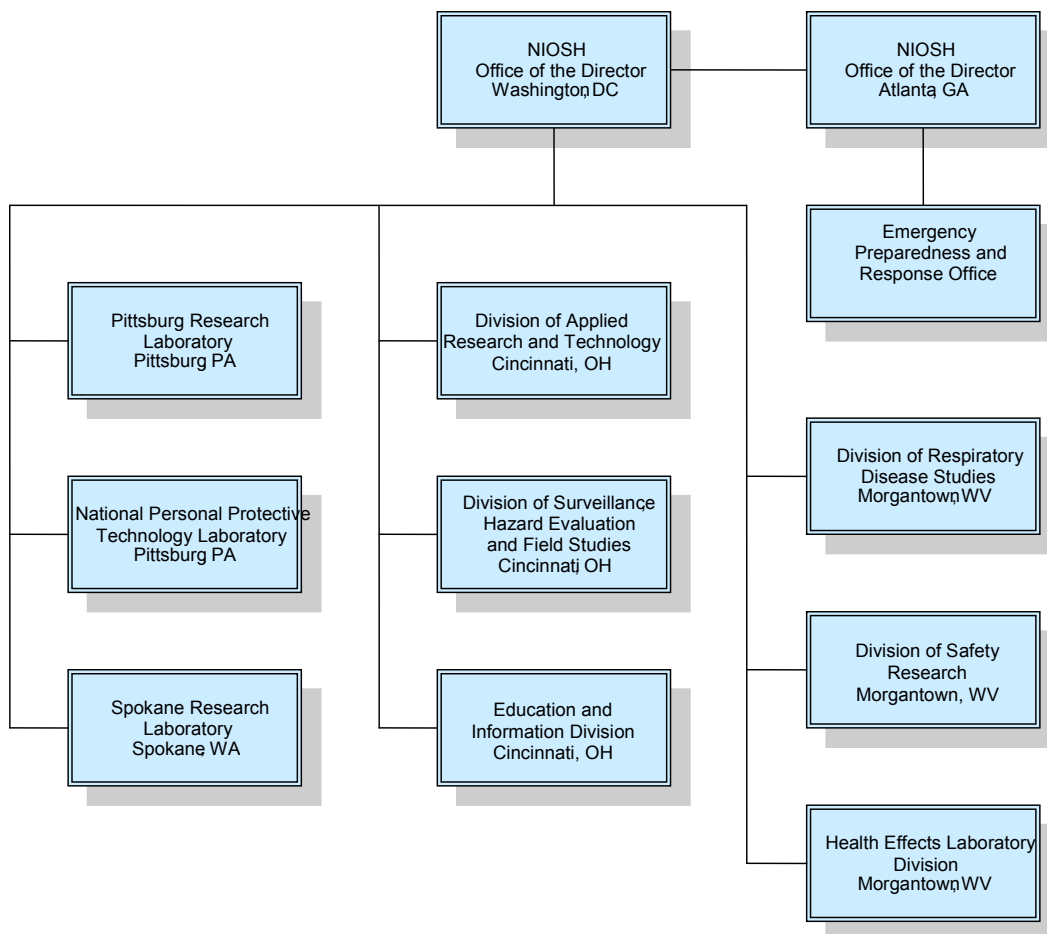 NIOSH
Office of the Director
Washington, DC
NIOSH
Office of the Director
Atlanta, GA
Emergency
Preparedness and
Response Office
Pittsburg Research
Laboratory
Pittsburg, PA
Division of Applied
Research and Technology
Cincinnati, OH
Division of Respiratory
Disease Studies
Morgantown, WV
National Personal Protective
Technology Laboratory
Pittsburg, PA
Division of Surveillance,
Hazard Evaluation
and Field Studies
Cincinnati, OH
Division of Safety
Research
Morgantown, WV
Spokane Research
Laboratory
Spokane, WA
Education and
Information Division
Cincinnati, OH
Health Effects Laboratory
Division
Morgantown, WV